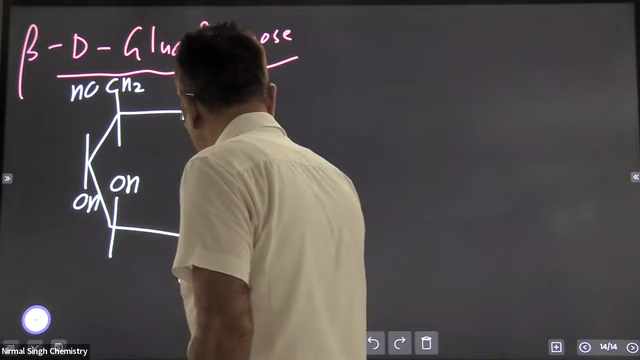 β-D-Glu ose
HO CH2
OH
OH
Nirmal Singh Chemistry
14/14